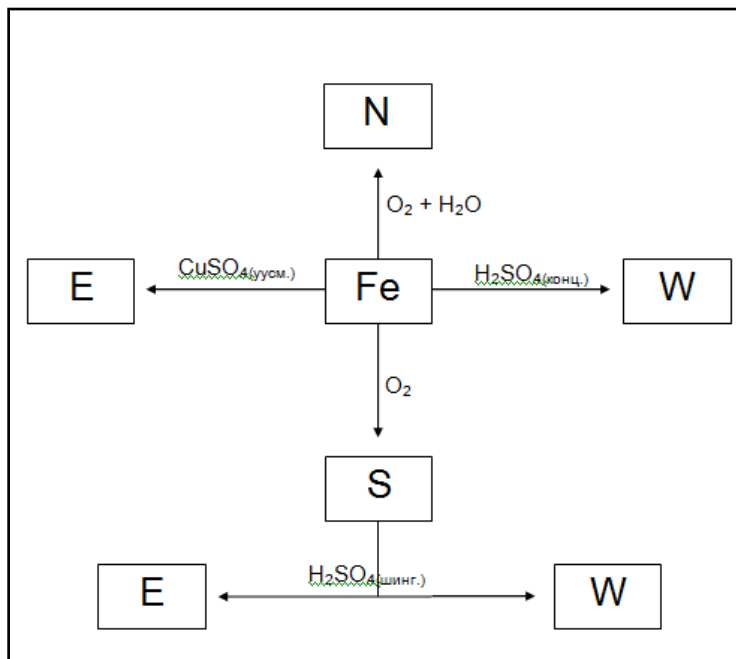 N
O₂ + H₂O
E CuSO₄(уусм.) Fe H₂SO₄(конц.) W
O₂
S
E H₂SO₄(шинг.) W